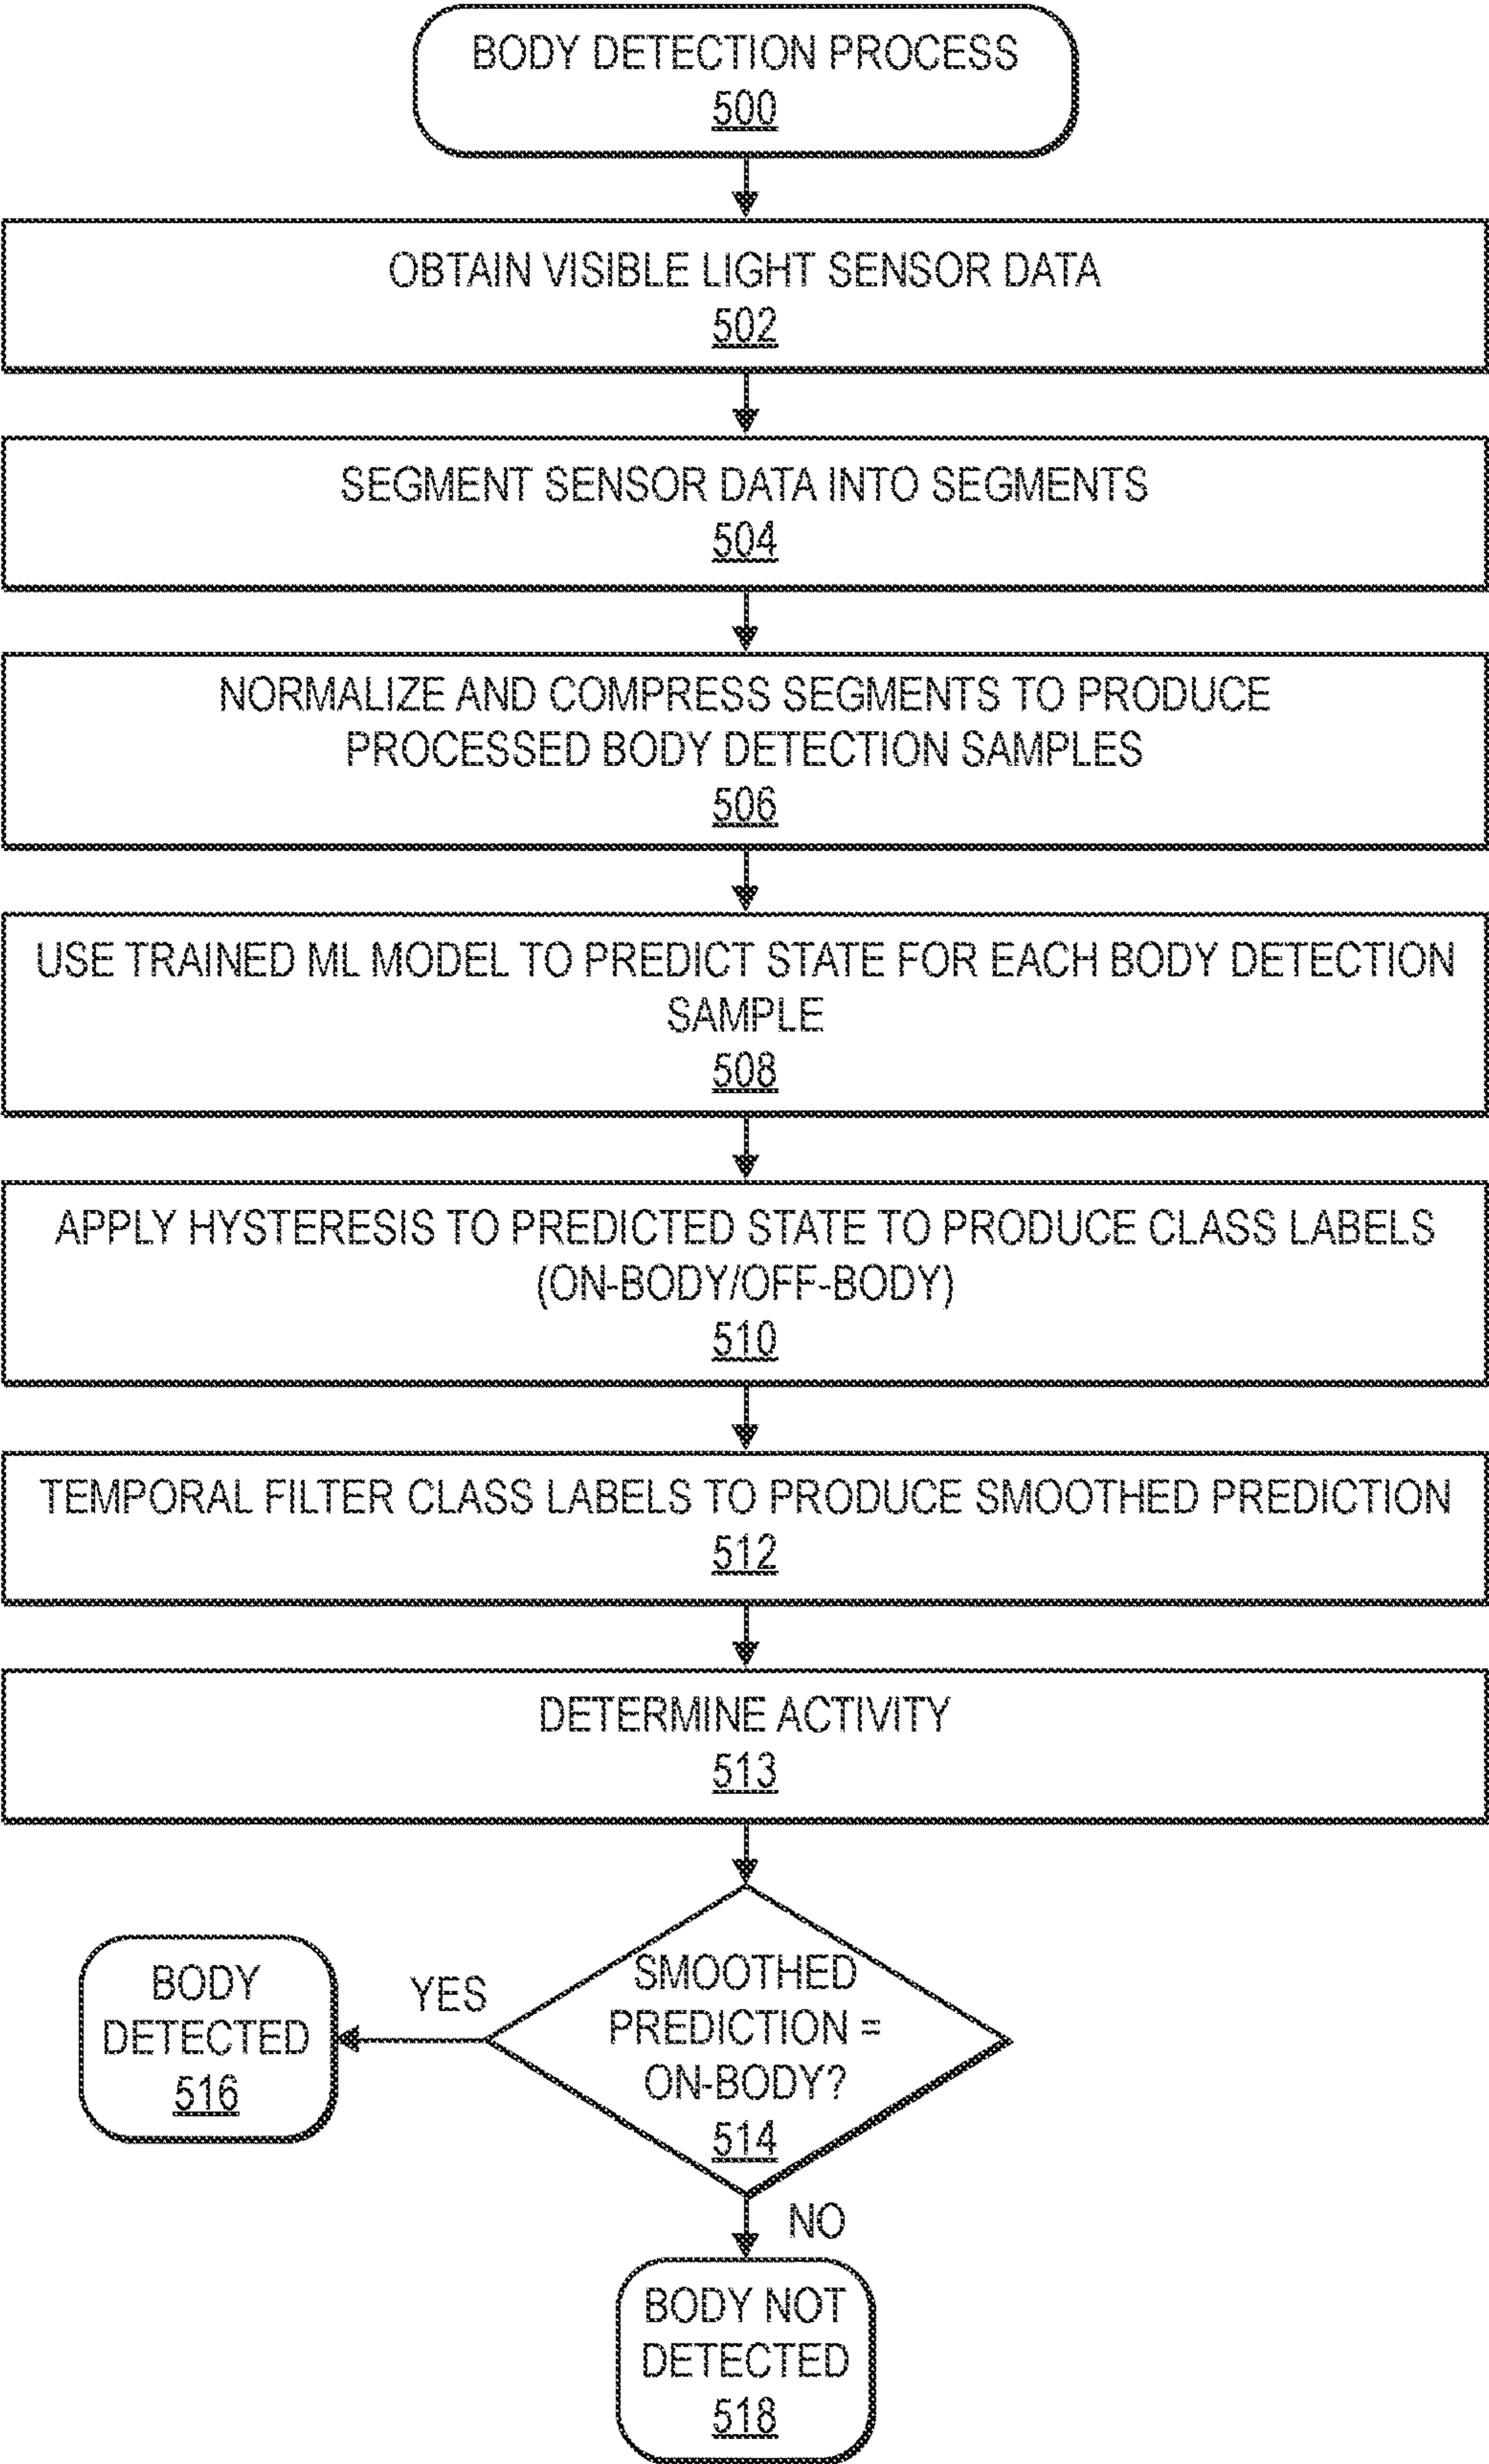 BODY DETECTION PROCESS
500
OBTAIN VISIBLE LIGHT SENSOR DATA
502
SEGMENT SENSOR DATA INTO SEGMENTS
504
NORMALIZE AND COMPRESS SEGMENTS TO PRODUCE
PROCESSED BODY DETECTION SAMPLES
506
USE TRAINED ML MODEL TO PREDICT STATE FOR EACH BODY DETECTION
SAMPLE
508
APPLY HYSTERESIS TO PREDICTED STATE TO PRODUCE CLASS LABELS
(ON-BODY/OFF-BODY)
510
TEMPORAL FILTER CLASS LABELS TO PRODUCE SMOOTHED PREDICTION
512
DETERMINE ACTIVITY
513
SMOOTHED
PREDICTION =
ON-BODY?
514
YES
BODY
DETECTED
516
NO
BODY NOT
DETECTED
518